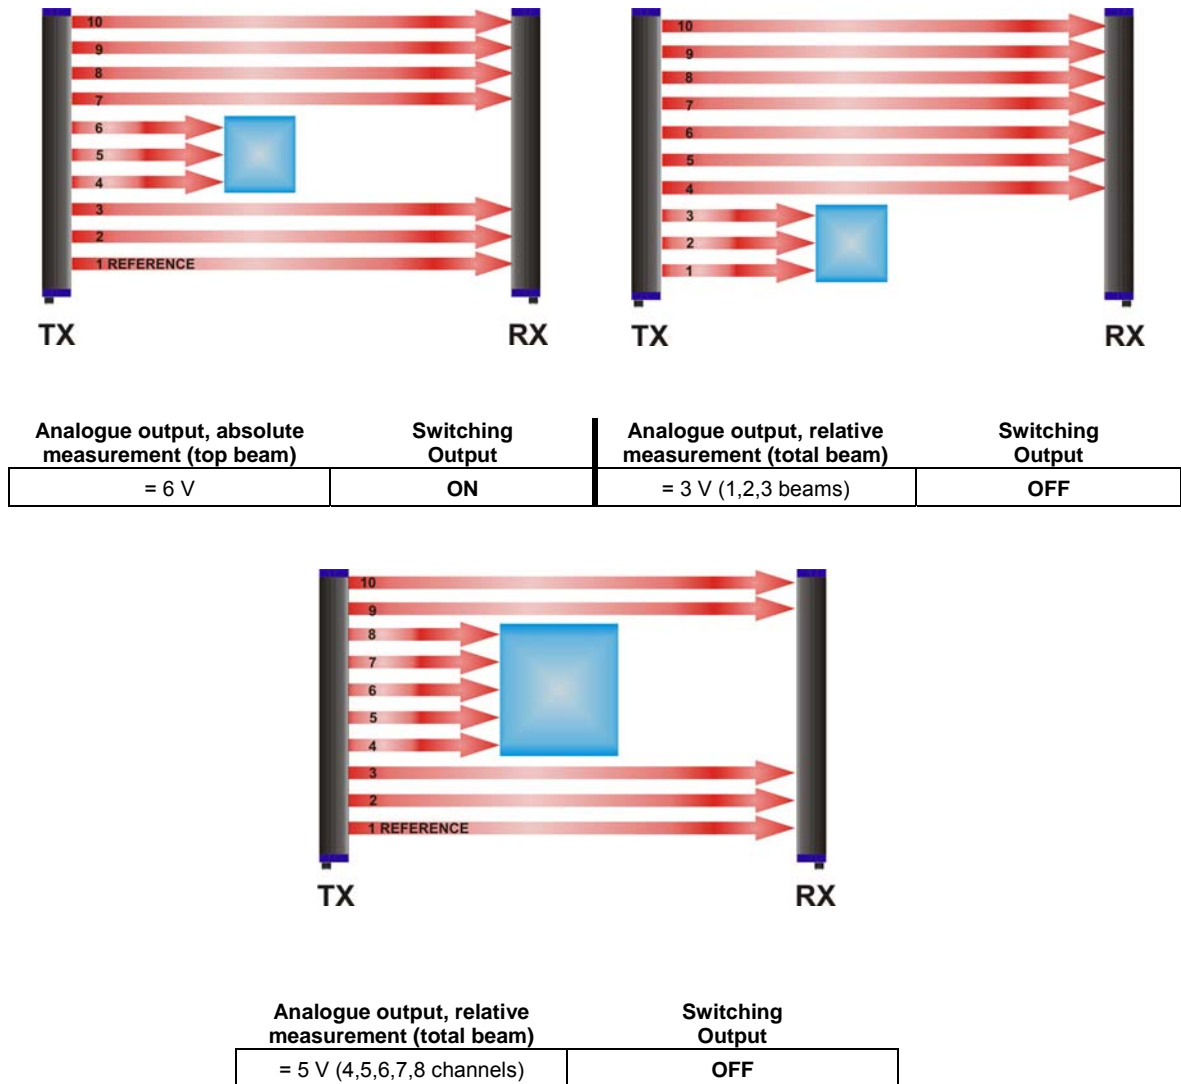 10
9
8
7
6
5
4
3
2
1 REFERENCE
TX
RX
10
9
8
7
6
5
4
3
2
1
TX
RX
Analogue output, absolute
measurement (top beam)
Switching
Output
Analogue output, relative
measurement (total beam)
Switching
Output
= 6 V
ON
= 3 V (1,2,3 beams)
OFF
10
9
8
7
6
5
4
3
2
1 REFERENCE
TX
RX
Analogue output, relative
measurement (total beam)
Switching
Output
= 5 V (4,5,6,7,8 channels)
OFF